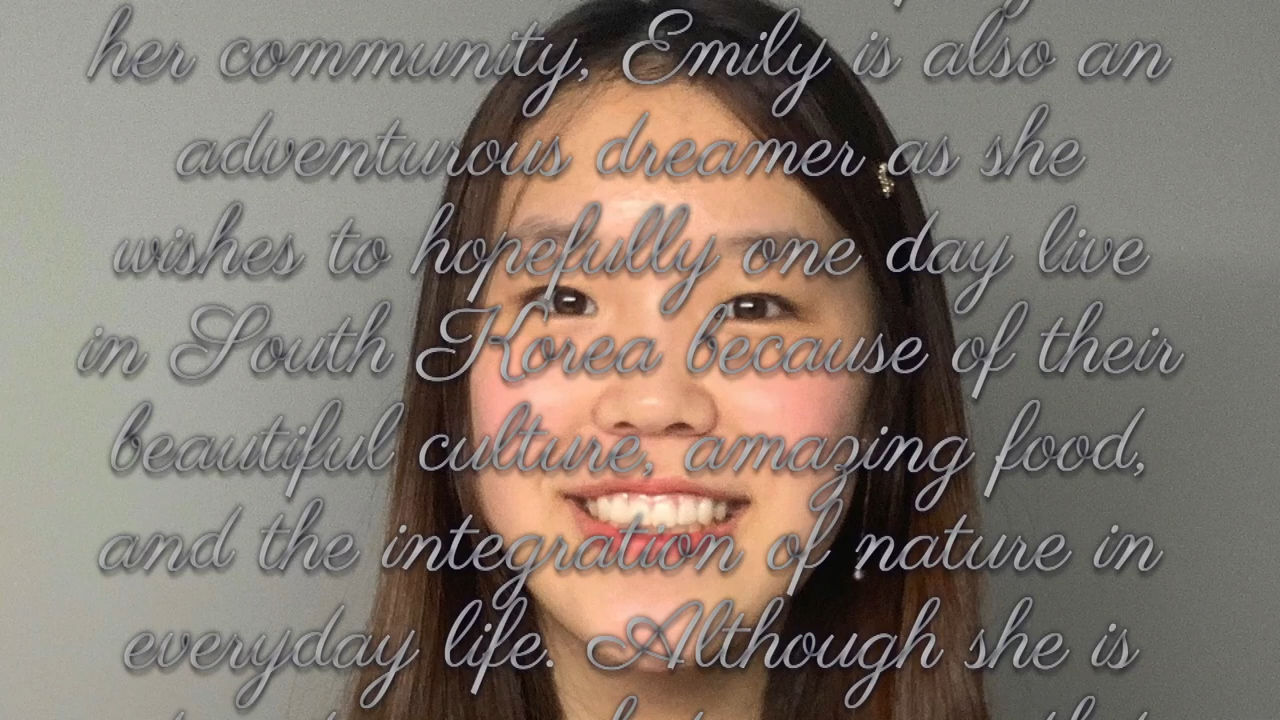 her community, Emily is also an
adventurous dreamer as she
wishes to hopefully one day live
in South Korea because of their
beautiful culture, amazing food,
and the integration of nature in
everyday life. Although she is